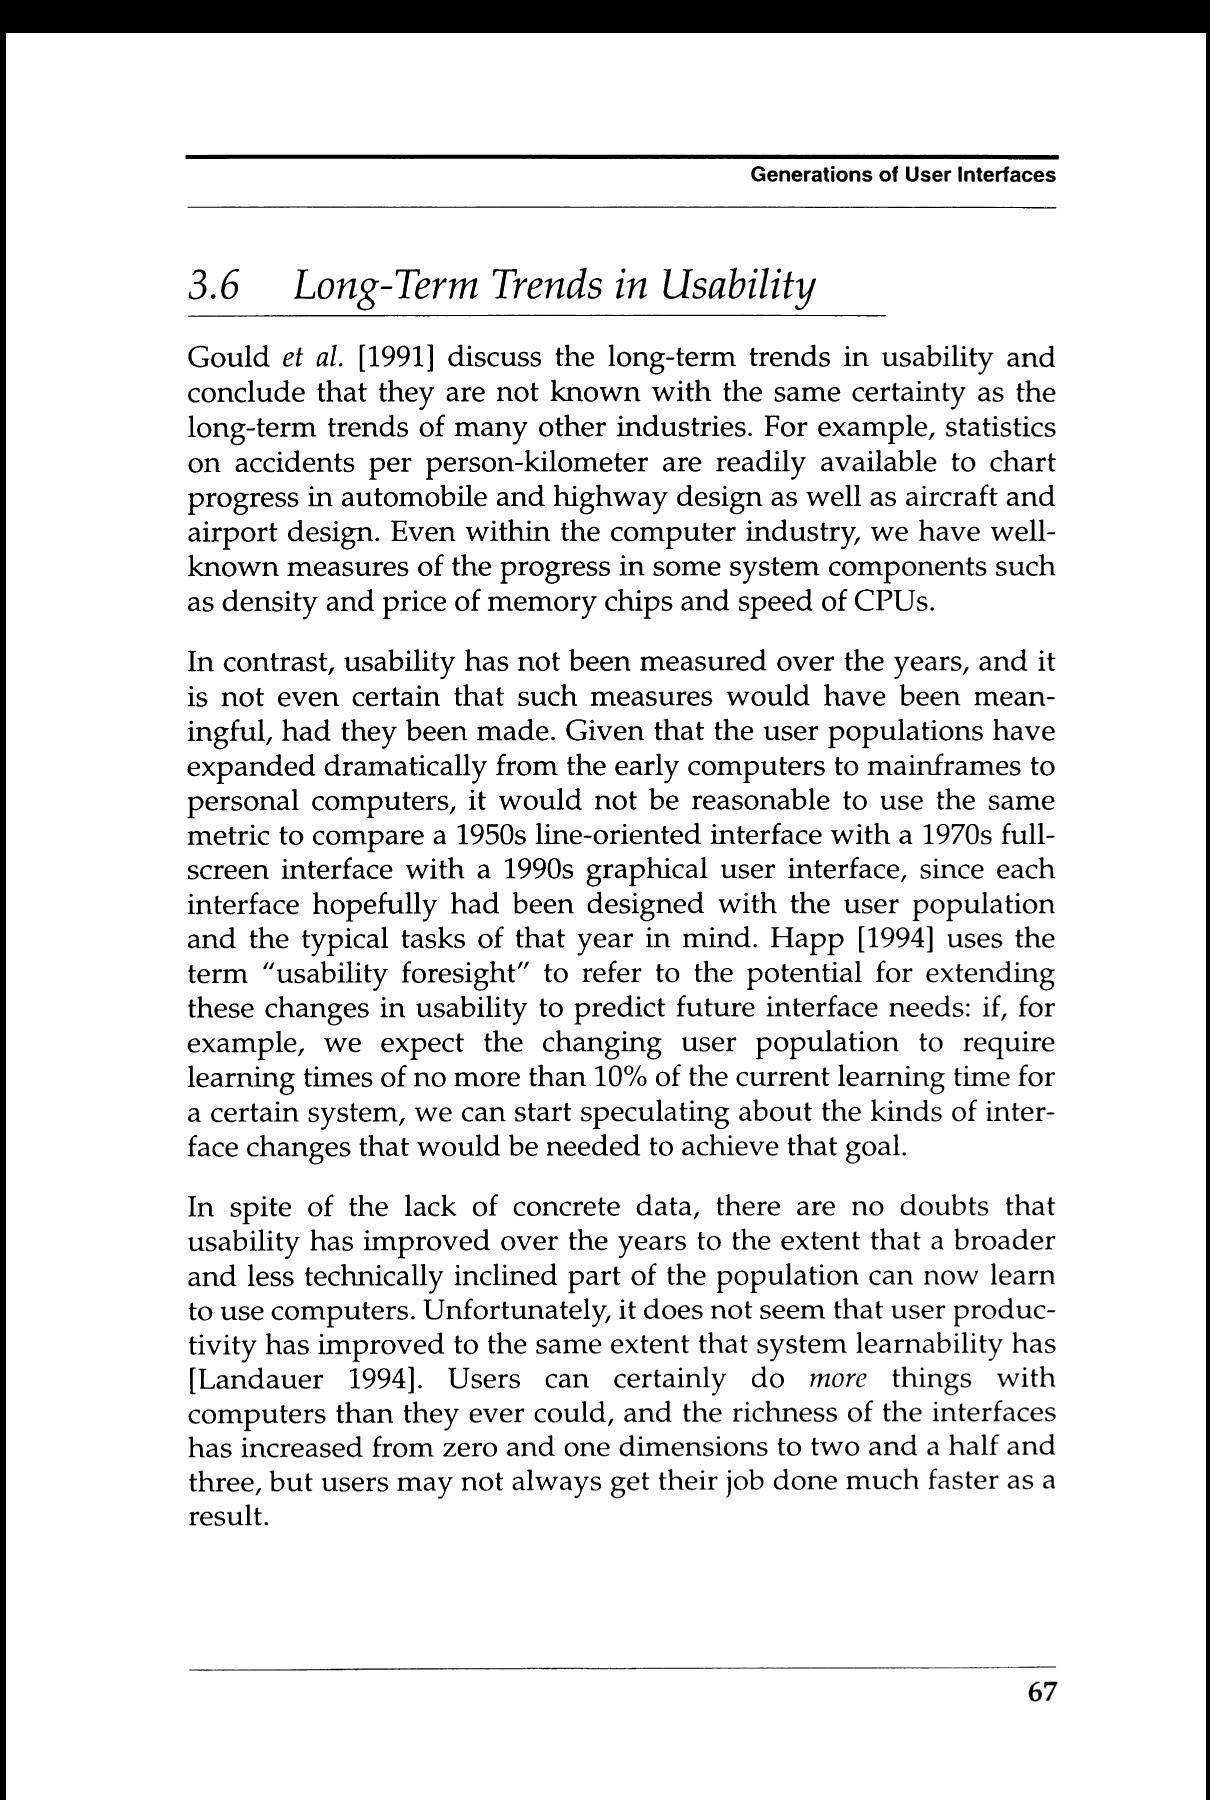 Generations of User Interfaces
3.6 Long-Term Trends in Usability
Gould et al. [1991] discuss the long-term trends in usability and
conclude that they are not known with the same certainty as the
long-term trends of many other industries. For example, statistics
on accidents per person-kilometer are readily available to chart
progress in automobile and highway design as well as aircraft and
airport design. Even within the computer industry, we have well-
known measures of the progress in some system components such
as density and price of memory chips and speed of CPUs.
In contrast, usability has not been measured over the years, and it
is not even certain that such measures would have been mean-
ingful, had they been made. Given that the user populations have
expanded dramatically from the early computers to mainframes to
personal computers, it would not be reasonable to use the same
metric to compare a 1950s line-oriented interface with a 1970s full-
screen interface with a 1990s graphical user interface, since each
interface hopefully had been designed with the user population
and the typical tasks of that year in mind. Happ [1994] uses the
term "usability foresight" to refer to the potential for extending
these changes in usability to predict future interface needs: if, for
example, we expect the changing user population to require
learning times of no more than 10% of the current learning time for
a certain system, we can start speculating about the kinds of inter-
face changes that would be needed to achieve that goal.
In spite of the lack of concrete data, there are no doubts that
usability has improved over the years to the extent that a broader
and less technically inclined part of the population can now learn
to use computers. Unfortunately, it does not seem that user produc-
tivity has improved to the same extent that system learnability has
[Landauer 1994]. Users can certainly do more things with
computers than they ever could, and the richness of the interfaces
has increased from zero and one dimensions to two and a half and
three, but users may not always get their job done much faster as a
result.
67